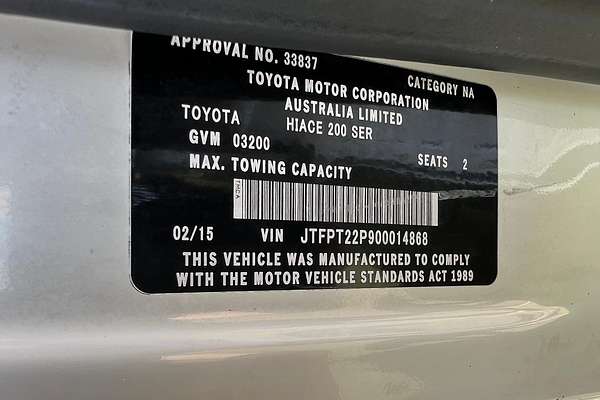 APPROVAL NO. 33837
CATEGORY NA
TOYOTA MOTOR CORPORATION
AUSTRALIA LIMITED
TOYOTA HIACE 200 SER
GVM 03200
MAX. TOWING CAPACITY SEATS 2
02/15 VIN JTFPT22P900014868
THIS VEHICLE WAS MANUFACTURED TO COMPLY
WITH THE MOTOR VEHICLE STANDARDS ACT 1989